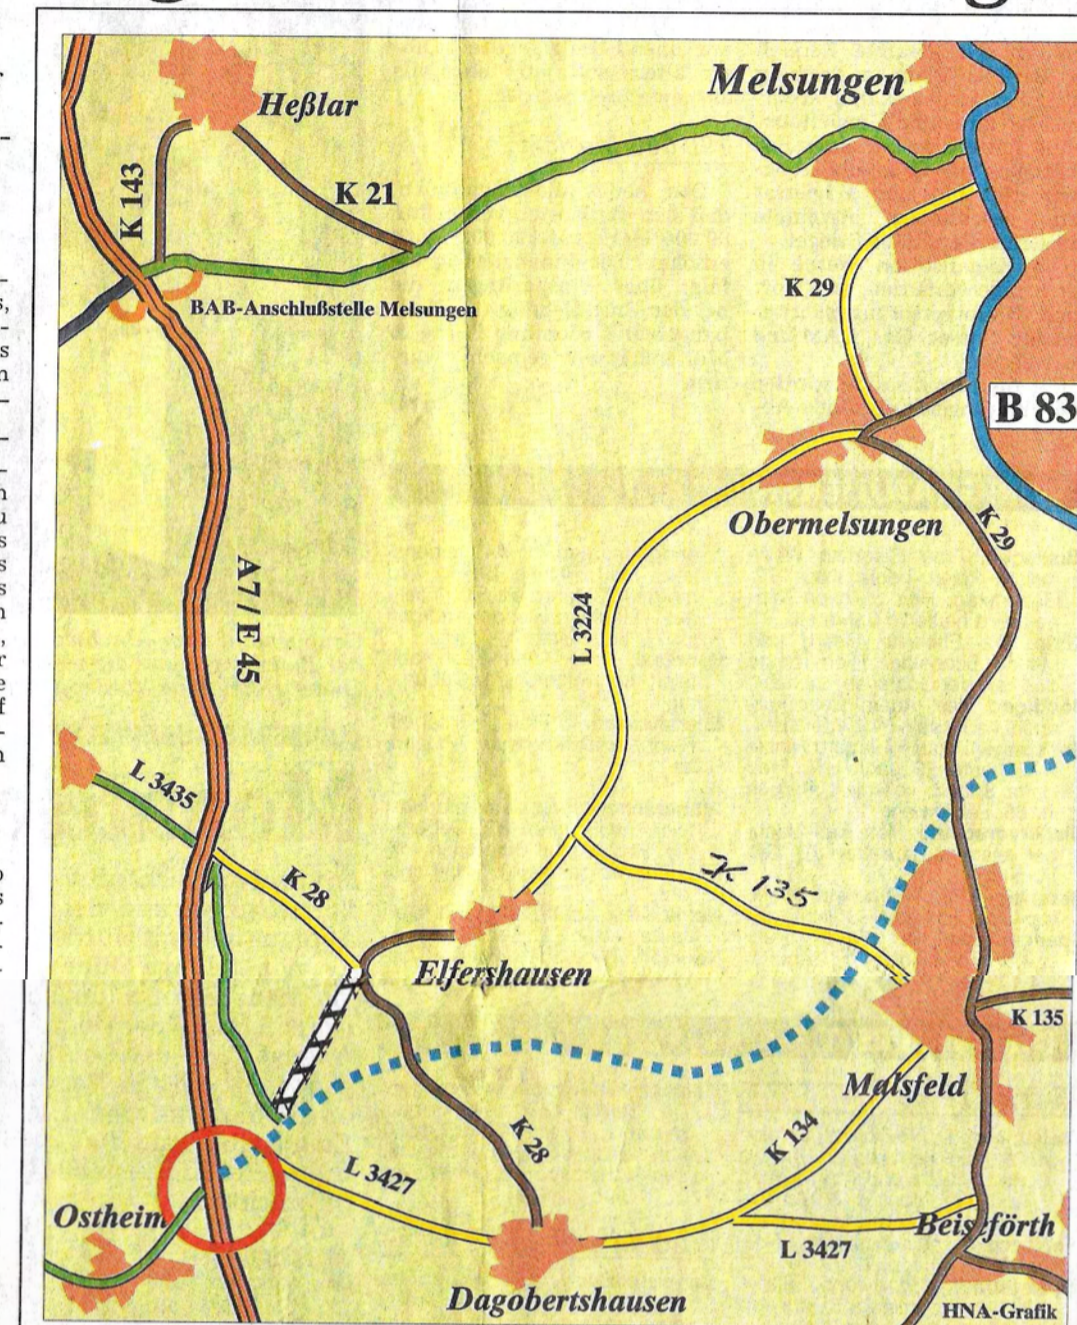 Melsungen
Heßlar
K 143
K 21
K 29
BAB-Anschlußstelle Melsungen
B 83
Obermelsungen
K 29
A7 / E 45
L 3224
L 3435
K 28
K 135
Elfershausen
K 135
Malsfeld
K 28
K 134
L 3427
Ostheim
Beiseförth
L 3427
Dagobertshausen
HNA-Grafik